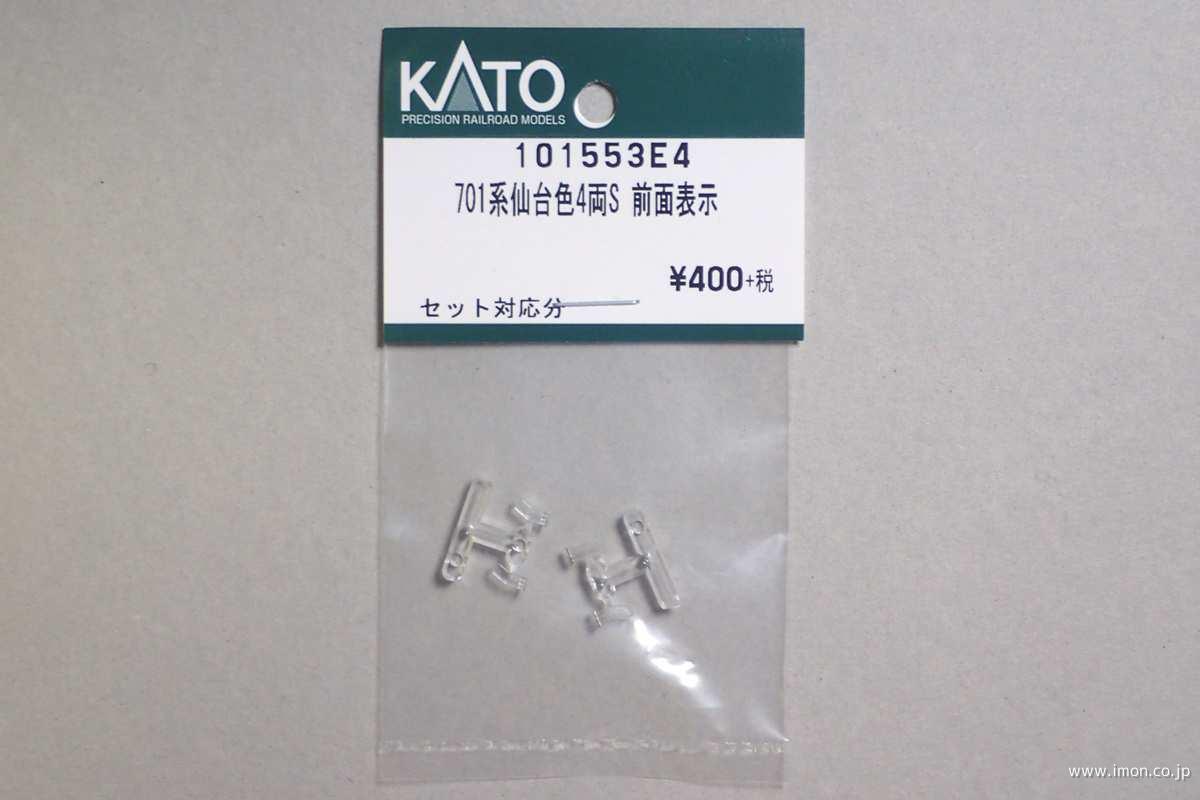 KATO
PRECISION RAILROAD MODELS
101553E4
701系仙台色4両S 前面表示
¥400+税
セット対応分
www.imon.co.jp